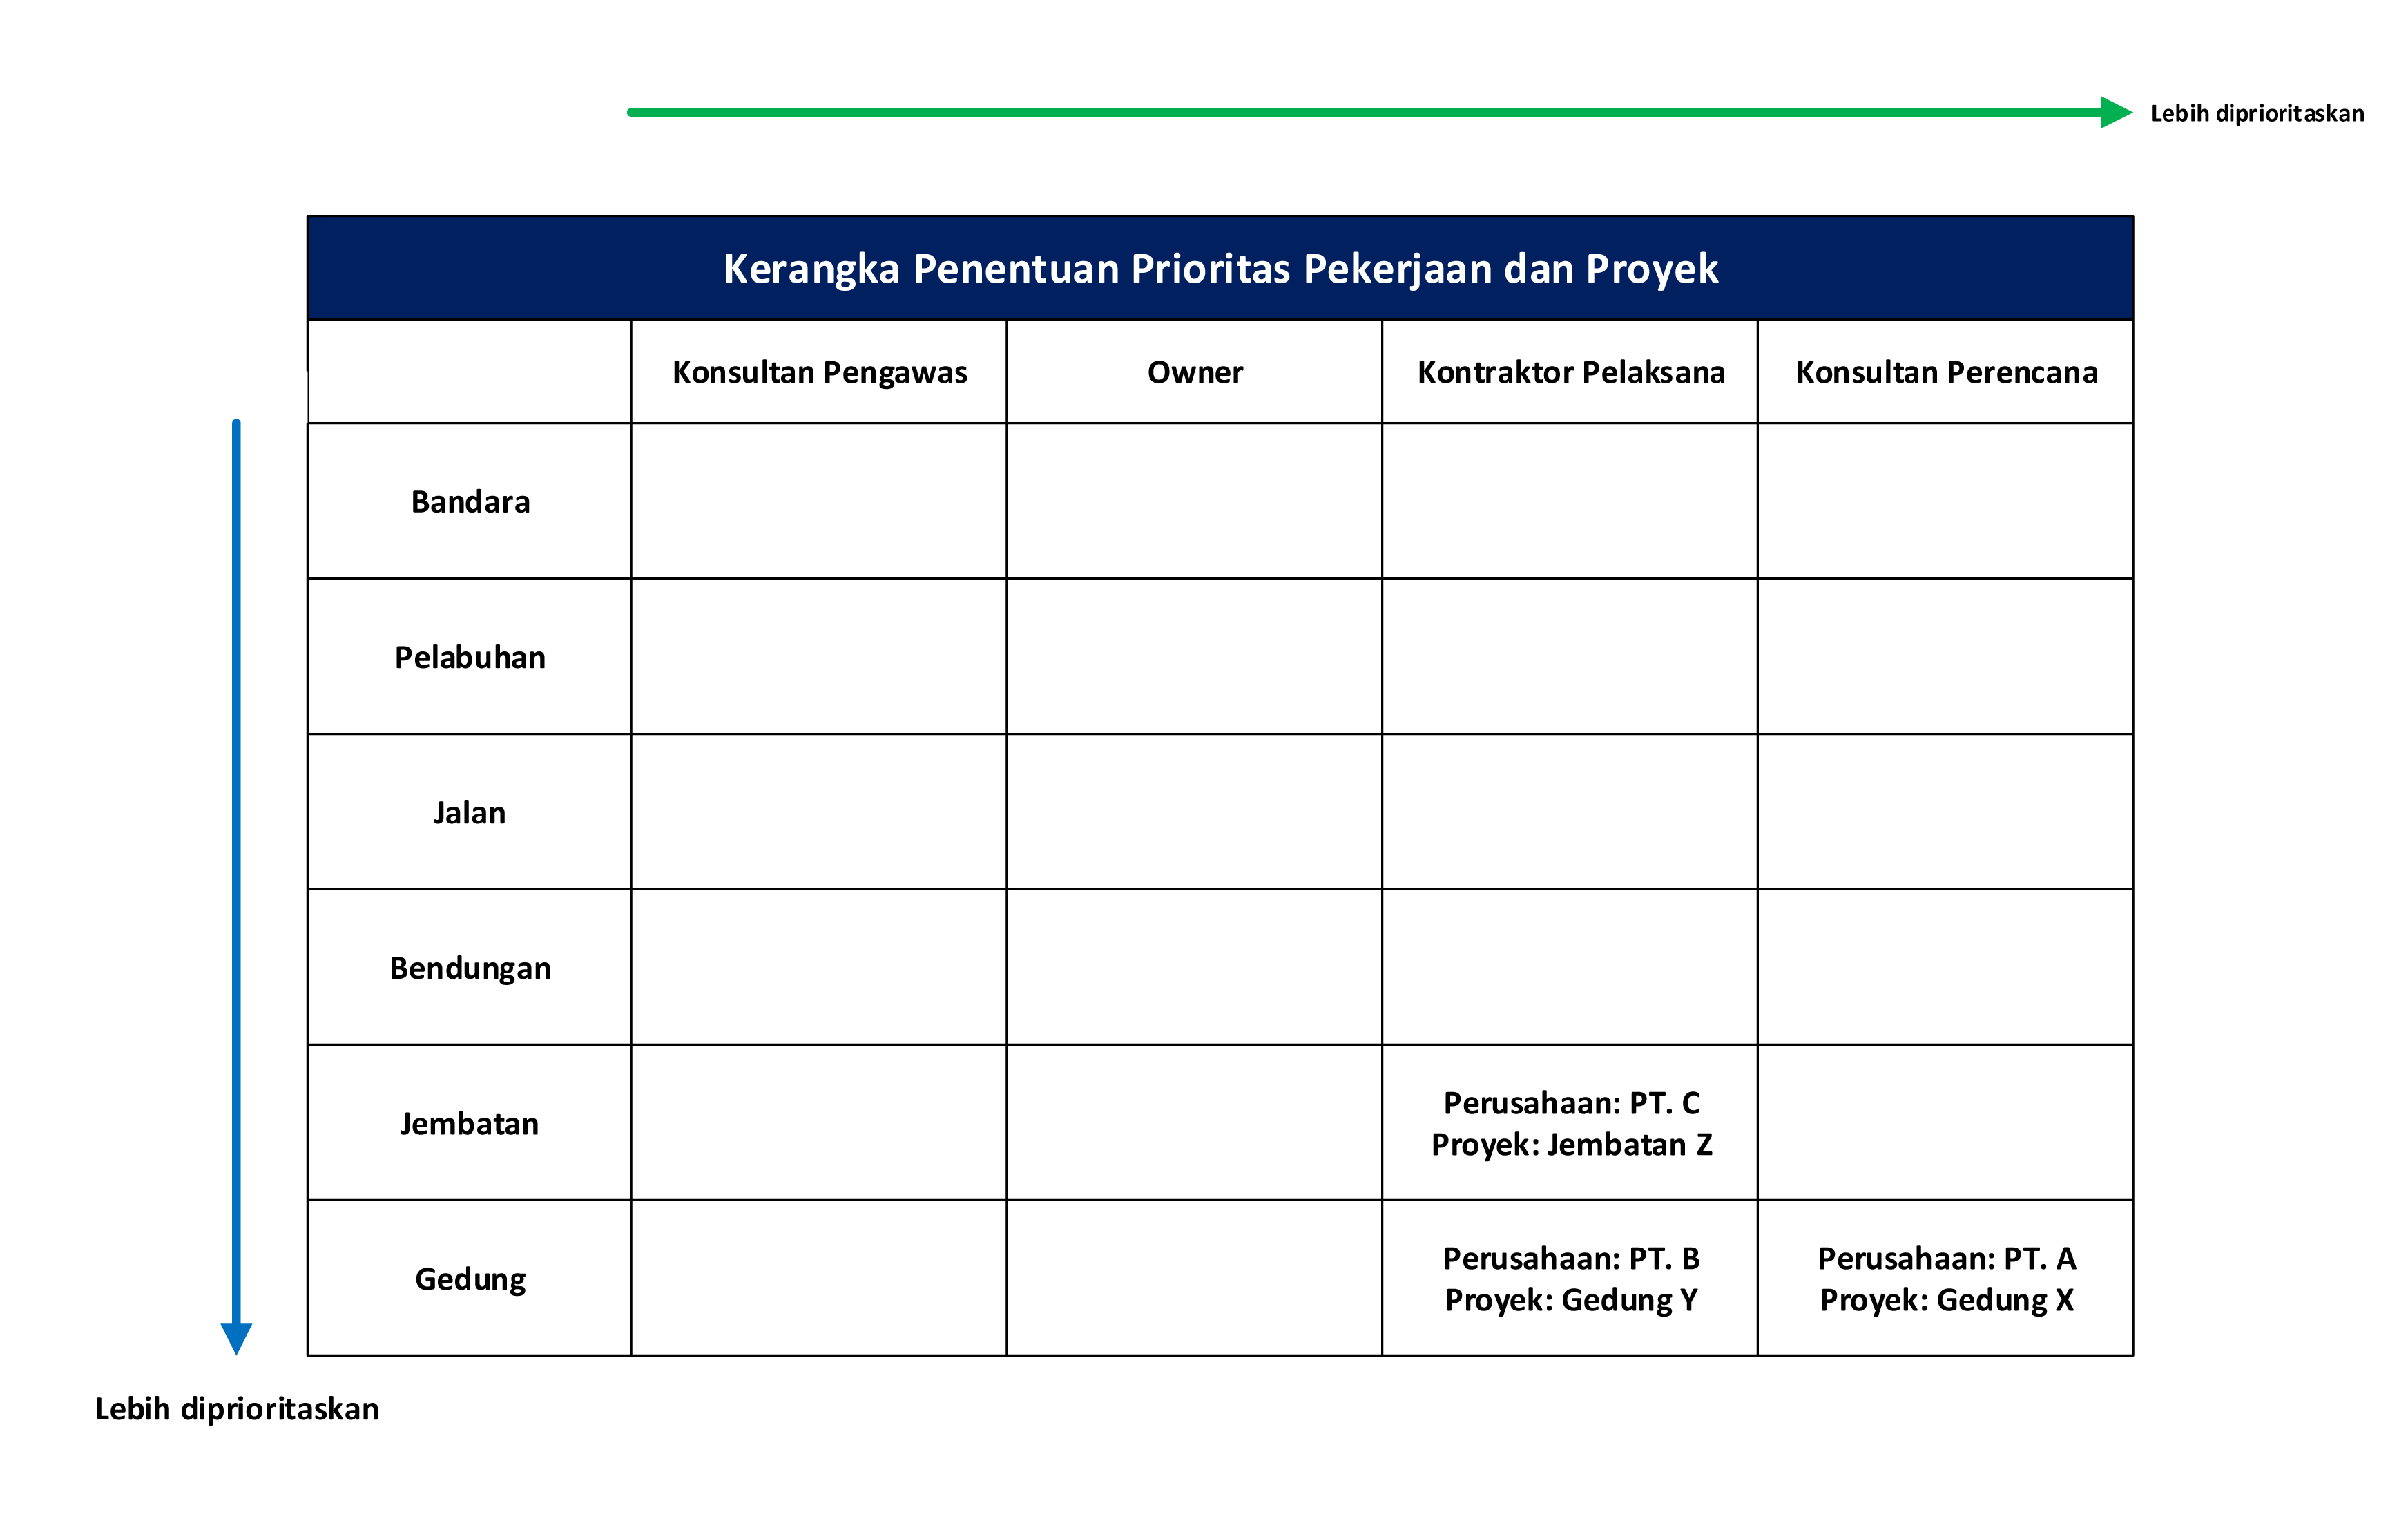 Lebih diprioritaskan
Kerangka Penentuan Prioritas Pekerjaan dan Proyek
Konsultan Pengawas
Owner
Kontraktor Pelaksana
Konsultan Perencana
Bandara
Pelabuhan
Jalan
Bendungan
Jembatan
Perusahaan: PT. C
Proyek: Jembatan Z
Gedung
Perusahaan: PT. B
Proyek: Gedung Y
Perusahaan: PT. A
Proyek: Gedung X
Lebih diprioritaskan